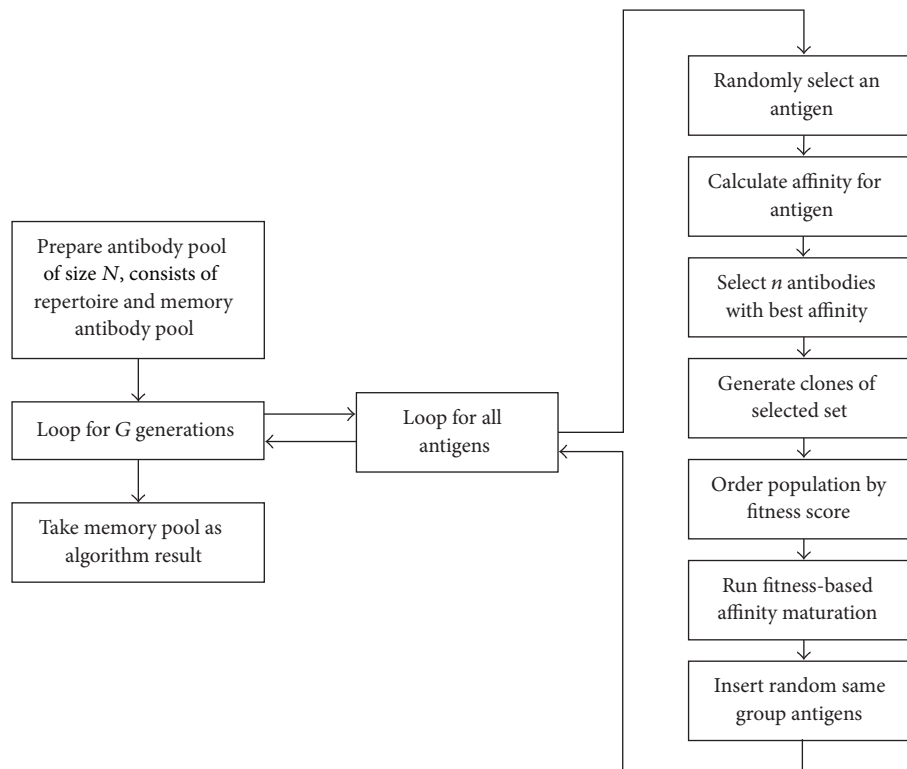 Prepare antibody pool
of size N, consists of
repertoire and memory
antibody pool
Loop for G generations
Take memory pool as
algorithm result
Loop for all
antigens
Randomly select an
antigen
Calculate affinity for
antigen
Select n antibodies
with best affinity
Generate clones of
selected set
Order population by
fitness score
Run fitness-based
affinity maturation
Insert random same
group antigens